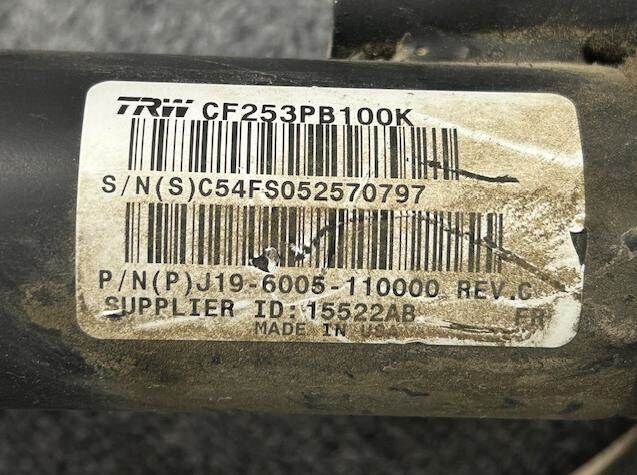 TRW CF253PB100K
S/N(S)C54FS052570797
P/N(P)J19-6005-110000 REV.C
SUPPLIER ID:15522AB FR
MADE IN USA